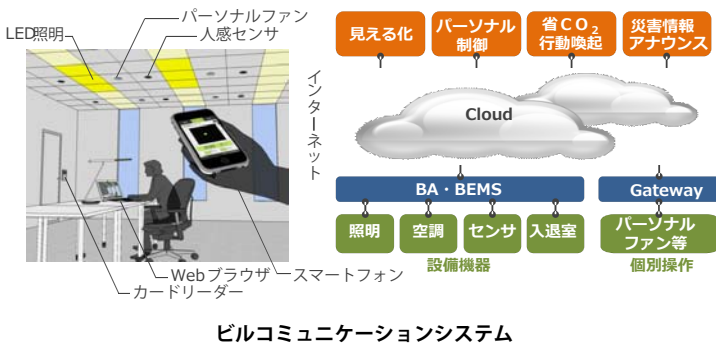 パーソナルファン
LED照明
人感センサ
インターネット
Webブラウザ
スマートフォン
カードリーダー
見える化
パーソナル
制御
省CO2
行動喚起
災害情報
アナウンス
Cloud
BA・BEMS
Gateway
照明
空調
センサ
入退室
パーソナル
ファン等
設備機器
個別操作
ビルコミュニケーションシステム